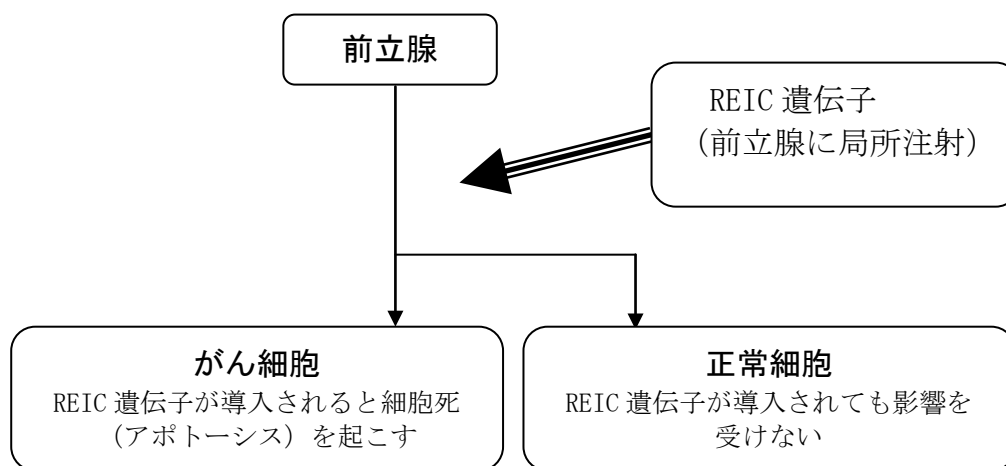 前立腺
REIC 遺伝子
（前立腺に局所注射）
がん細胞
REIC 遺伝子が導入されると細胞死
（アポトーシス）を起こす
正常細胞
REIC 遺伝子が導入されても影響を
受けない